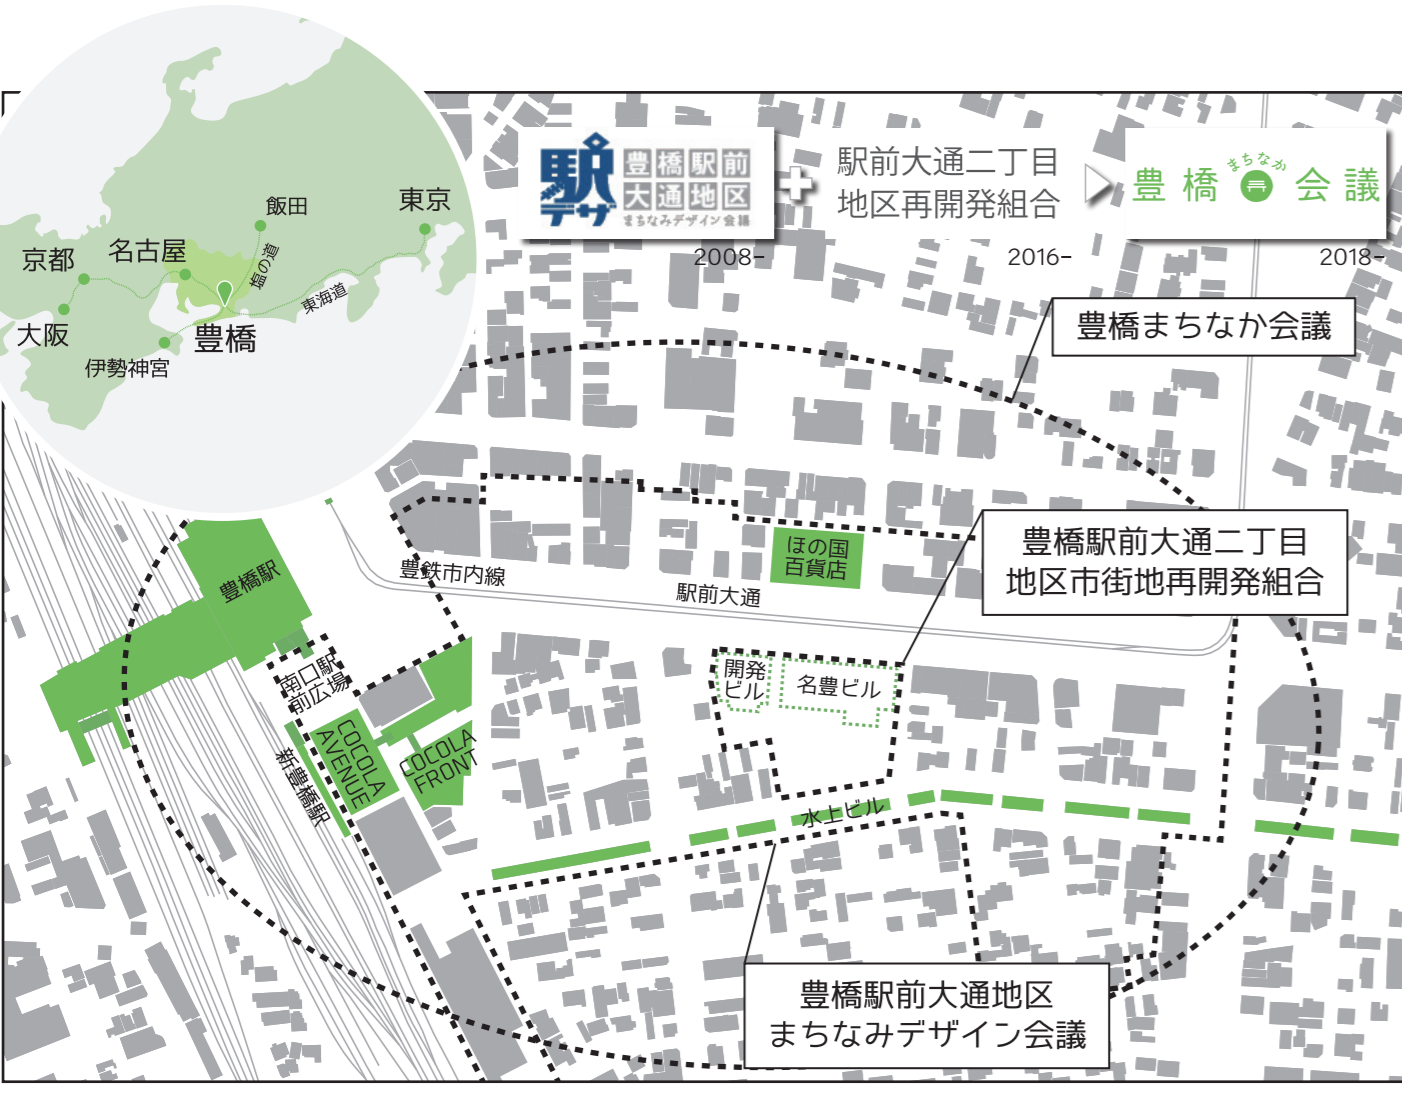 飯田
東京
京都
名古屋
塩の道
東海道
大阪
豊橋
伊勢神宮
駅
デザ
豊橋駅前
大通地区
まちなみデザイン会議
駅前大通二丁目
地区再開発組合
まちなか
豊橋会議
2008-
2016-
2018-
豊橋まちなか会議
豊橋駅前大通二丁目
地区市街地再開発組合
ほの国
百貨店
豊鉄市内線
駅前大通
豊橋駅
南口駅
前広場
開発
ビル
名豊ビル
COCOLA
AVENUE
COCOLA
FRONT
新豊橋駅
水上ビル
豊橋駅前大通地区
まちなみデザイン会議